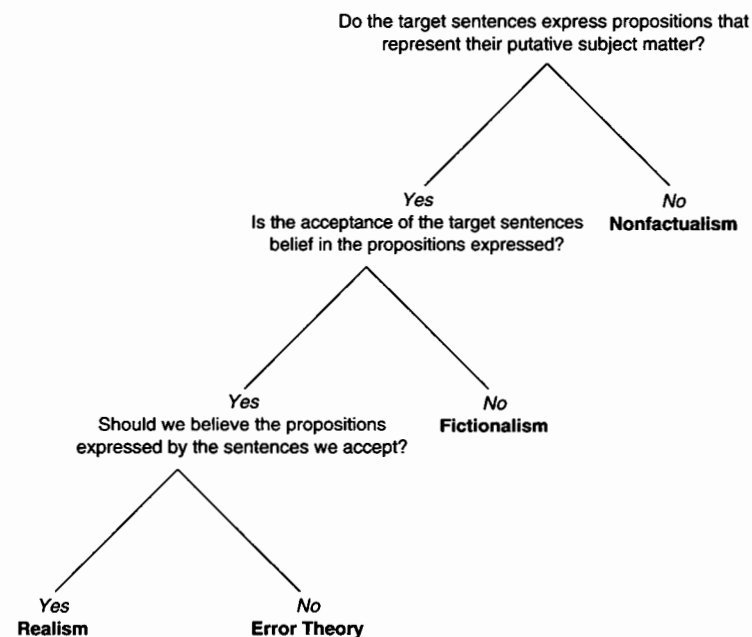 Do the target sentences express propositions that
represent their putative subject matter?
Yes
No
Is the acceptance of the target sentences
Nonfactualism
belief in the propositions expressed?
Yes
No
Should we believe the propositions
Fictionalism
expressed by the sentences we accept?
Yes
No
Realism
Error Theory